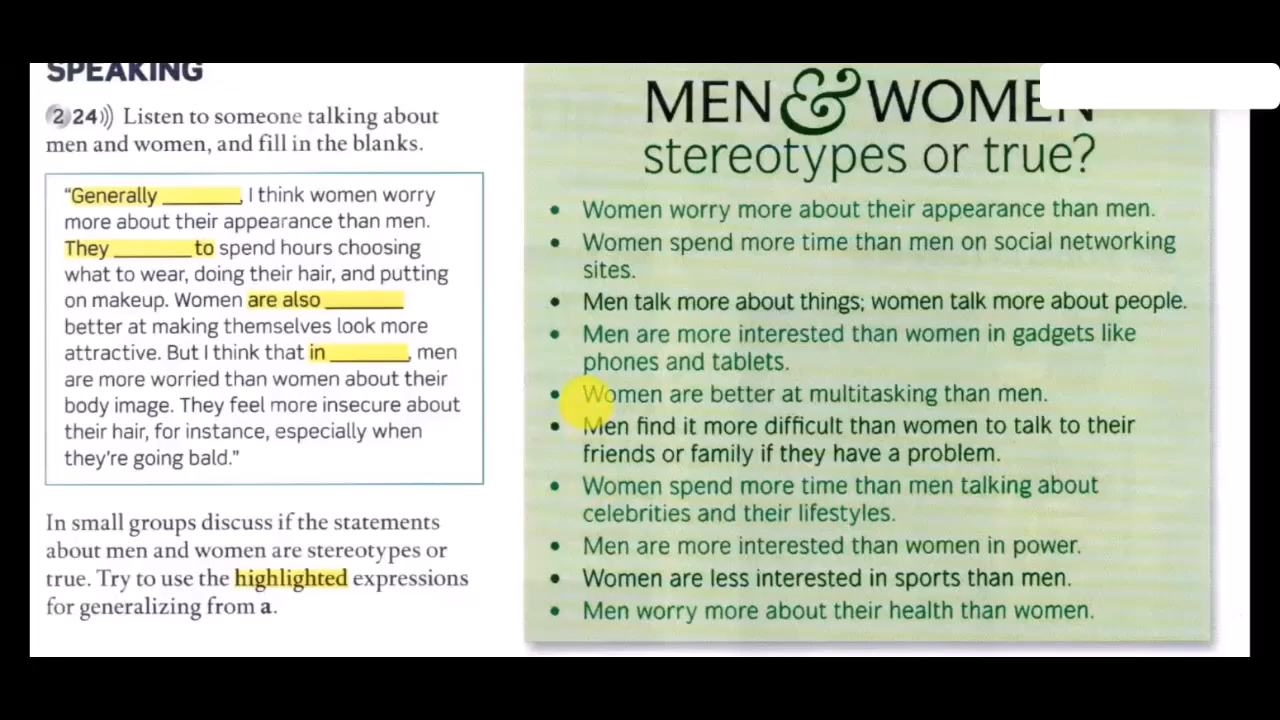 SPEAKING
2 24))) Listen to someone talking about
men and women, and fill in the blanks.
"Generally ________, I think women worry
more about their appearance than men.
They ________ to spend hours choosing
what to wear, doing their hair, and putting
on makeup. Women are also ________
better at making themselves look more
attractive. But I think that in ________, men
are more worried than women about their
body image. They feel more insecure about
their hair, for instance, especially when
they're going bald."
In small groups discuss if the statements
about men and women are stereotypes or
true. Try to use the highlighted expressions
for generalizing from a.
MEN & WOMEN
stereotypes or true?
• Women worry more about their appearance than men.
• Women spend more time than men on social networking
sites.
• Men talk more about things; women talk more about people.
• Men are more interested than women in gadgets like
phones and tablets.
• Women are better at multitasking than men.
• Men find it more difficult than women to talk to their
friends or family if they have a problem.
• Women spend more time than men talking about
celebrities and their lifestyles.
• Men are more interested than women in power.
• Women are less interested in sports than men.
• Men worry more about their health than women.